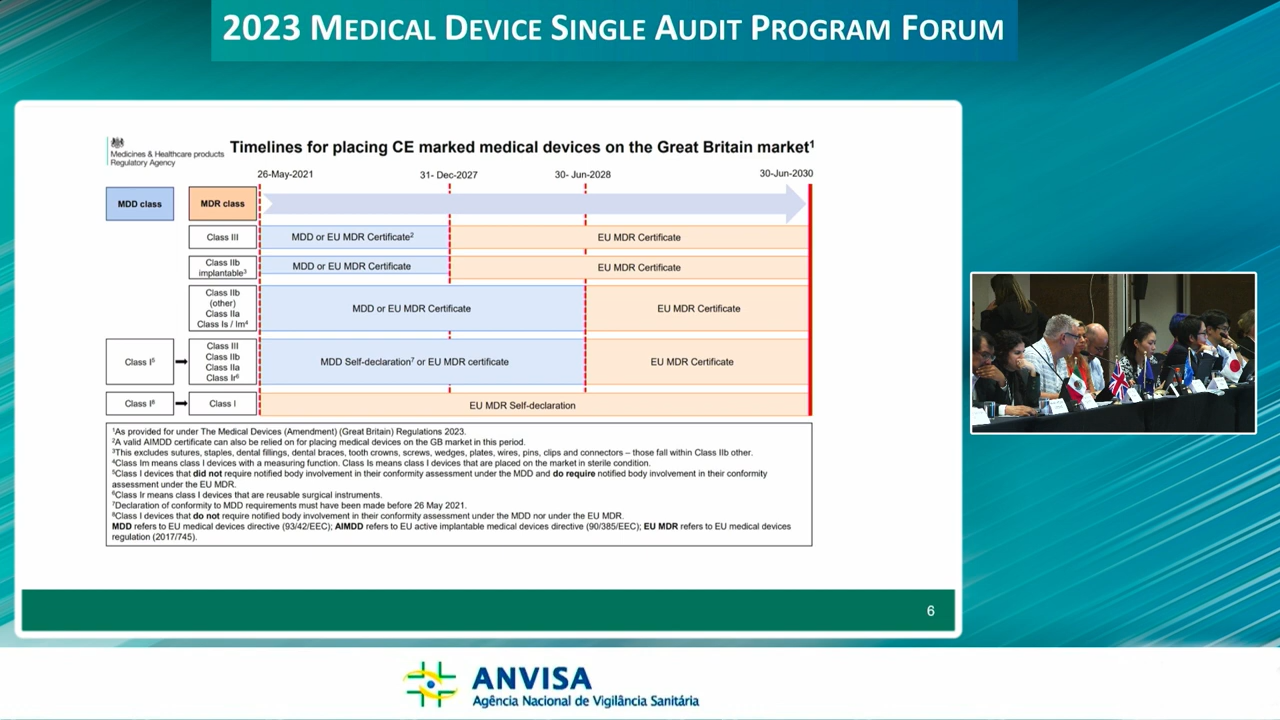 2023 MEDICAL DEVICE SINGLE AUDIT PROGRAM FORUM
Medicines & Healthcare products
Regulatory Agency
Timelines for placing CE marked medical devices on the Great Britain market¹
26-May-2021
31- Dec-2027
30- Jun-2028
30-Jun-2030
MDD class
MDR class
Class III
MDD or EU MDR Certificate²
EU MDR Certificate
Class IIb
implantable³
MDD or EU MDR Certificate
EU MDR Certificate
Class IIb
(other)
Class IIa
Class Is / Im⁴
MDD or EU MDR Certificate
EU MDR Certificate
Class I⁵
Class III
Class IIb
Class IIa
Class Ir⁶
MDD Self-declaration⁷ or EU MDR certificate
EU MDR Certificate
Class I⁸
Class I
EU MDR Self-declaration
¹As provided for under The Medical Devices (Amendment) (Great Britain) Regulations 2023.
²A valid AIMDD certificate can also be relied on for placing medical devices on the GB market in this period.
³This excludes sutures, staples, dental fillings, dental braces, tooth crowns, screws, wedges, plates, wires, pins, clips and connectors – those fall within Class IIb other.
⁴Class Im means class I devices with a measuring function. Class Is means class I devices that are placed on the market in sterile condition.
⁵Class I devices that did not require notified body involvement in their conformity assessment under the MDD and do require notified body involvement in their conformity
assessment under the EU MDR.
⁶Class Ir means class I devices that are reusable surgical instruments.
⁷Declaration of conformity to MDD requirements must have been made before 26 May 2021.
⁸Class I devices that do not require notified body involvement in their conformity assessment under the MDD nor under the EU MDR.
MDD refers to EU medical devices directive (93/42/EEC); AIMDD refers to EU active implantable medical devices directive (90/385/EEC); EU MDR refers to EU medical devices
regulation (2017/745).
6
ANVISA
Agência Nacional de Vigilância Sanitária